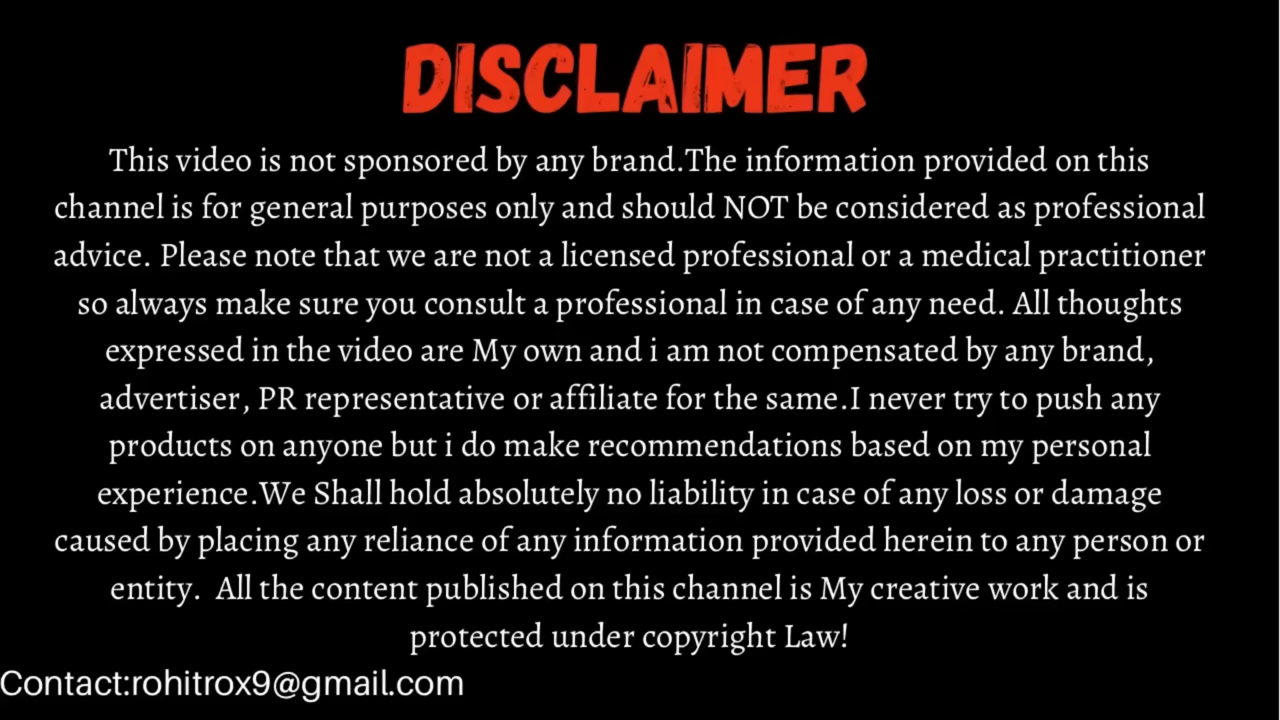 DISCLAIMER
This video is not sponsored by any brand.The information provided on this
channel is for general purposes only and should NOT be considered as professional
advice. Please note that we are not a licensed professional or a medical practitioner
so always make sure you consult a professional in case of any need. All thoughts
expressed in the video are My own and i am not compensated by any brand,
advertiser, PR representative or affiliate for the same.I never try to push any
products on anyone but i do make recommendations based on my personal
experience.We Shall hold absolutely no liability in case of any loss or damage
caused by placing any reliance of any information provided herein to any person or
entity.  All the content published on this channel is My creative work and is
protected under copyright Law!
Contact:rohitrox9@gmail.com